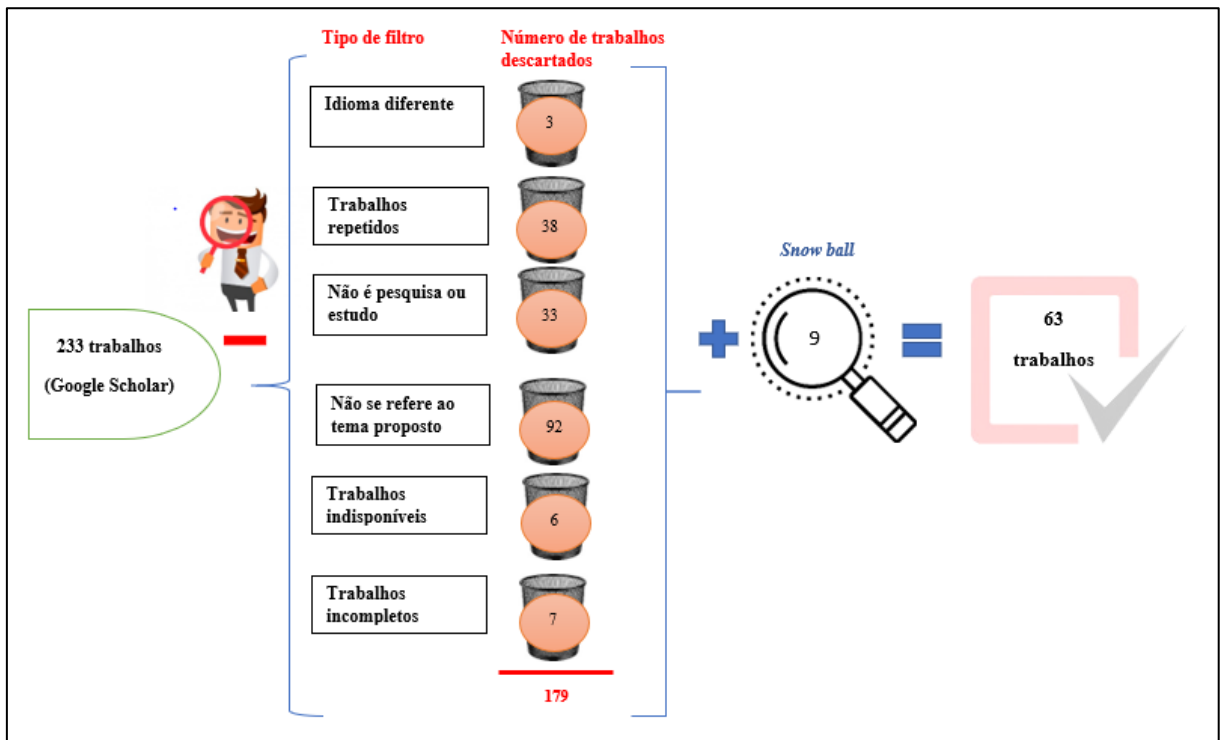 Tipo de filtro
Número de trabalhos
descartados
Idioma diferente
3
Trabalhos
repetidos
38
Não é pesquisa ou
estudo
33
Não se refere ao
tema proposto
92
Trabalhos
indisponíveis
6
Trabalhos
incompletos
7
179
233 trabalhos
(Google Scholar)
Snow ball
9
63
trabalhos